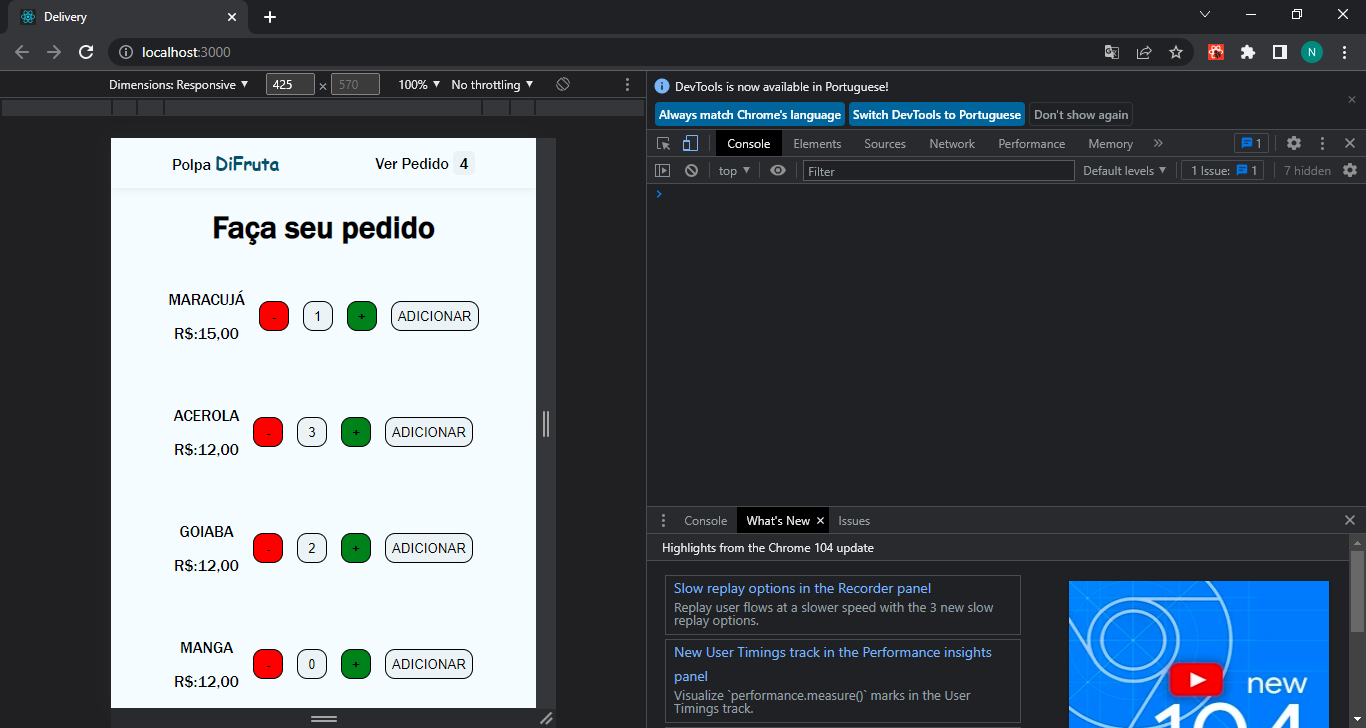 Delivery
localhost:3000
N
Dimensions: Responsive 425 × 570 100% No throttling
Polpa DiFruta
Ver Pedido 4
Faça seu pedido
MARACUJÁ
R$:15,00
- 1 + ADICIONAR
ACEROLA
R$:12,00
- 3 + ADICIONAR
GOIABA
R$:12,00
- 2 + ADICIONAR
MANGA
R$:12,00
- 0 + ADICIONAR
DevTools is now available in Portuguese!
Always match Chrome's language Switch DevTools to Portuguese Don't show again
Console Elements Sources Network Performance Memory » 1
top Filter Default levels 1 Issue: 1 7 hidden
Console What's New Issues
Highlights from the Chrome 104 update
Slow replay options in the Recorder panel
Replay user flows at a slower speed with the 3 new slow
replay options.
New User Timings track in the Performance insights
panel
Visualize `performance.measure()` marks in the User
Timings track.
new
104